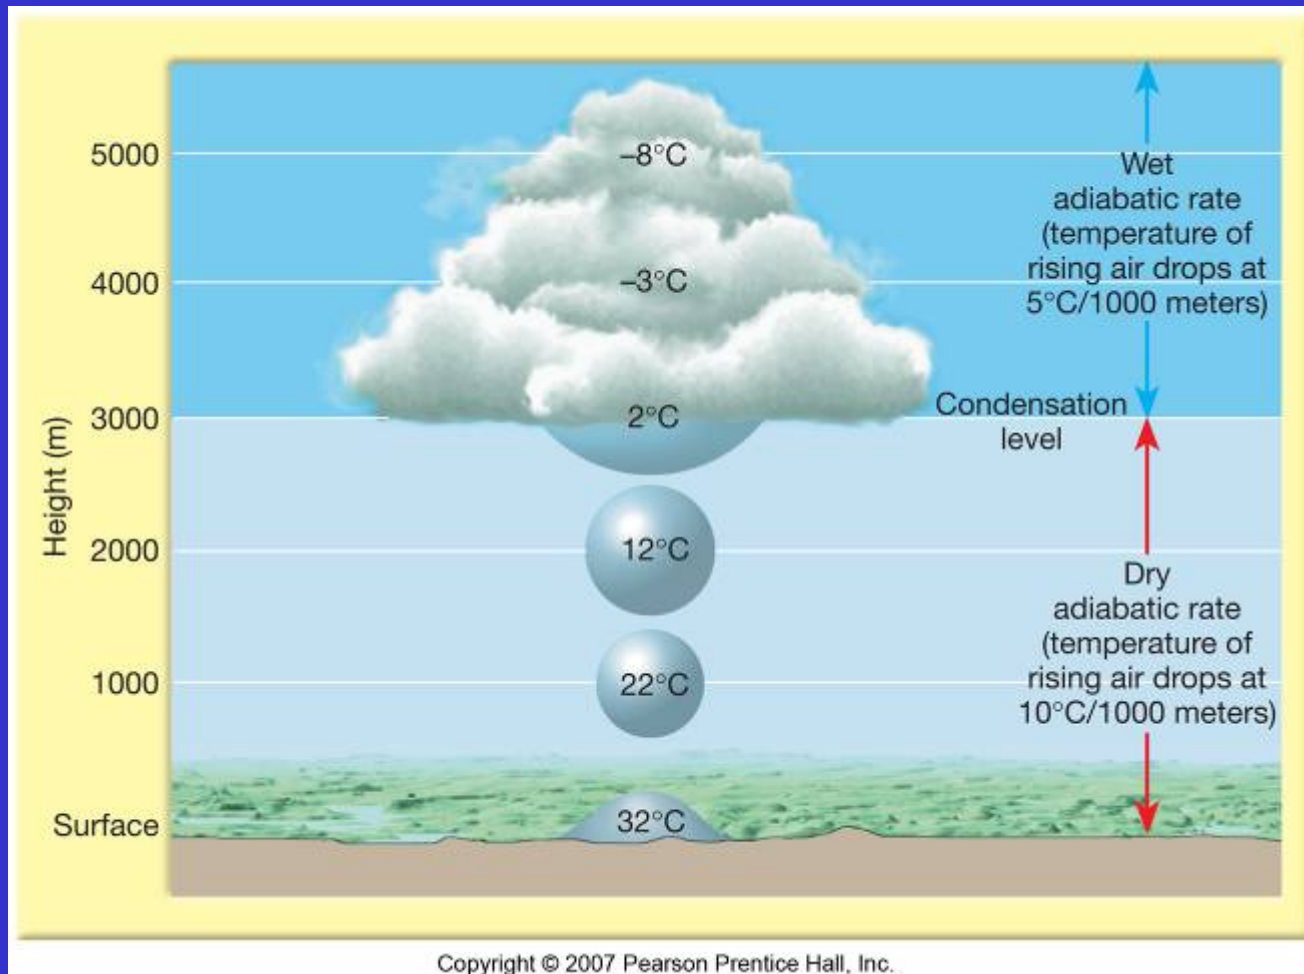 5000
4000
3000
2000
1000
Surface
Height (m)
–8°C
–3°C
2°C
12°C
22°C
32°C
Wet
adiabatic rate
(temperature of
rising air drops at
5°C/1000 meters)
Condensation
level
Dry
adiabatic rate
(temperature of
rising air drops at
10°C/1000 meters)
Copyright © 2007 Pearson Prentice Hall, Inc.